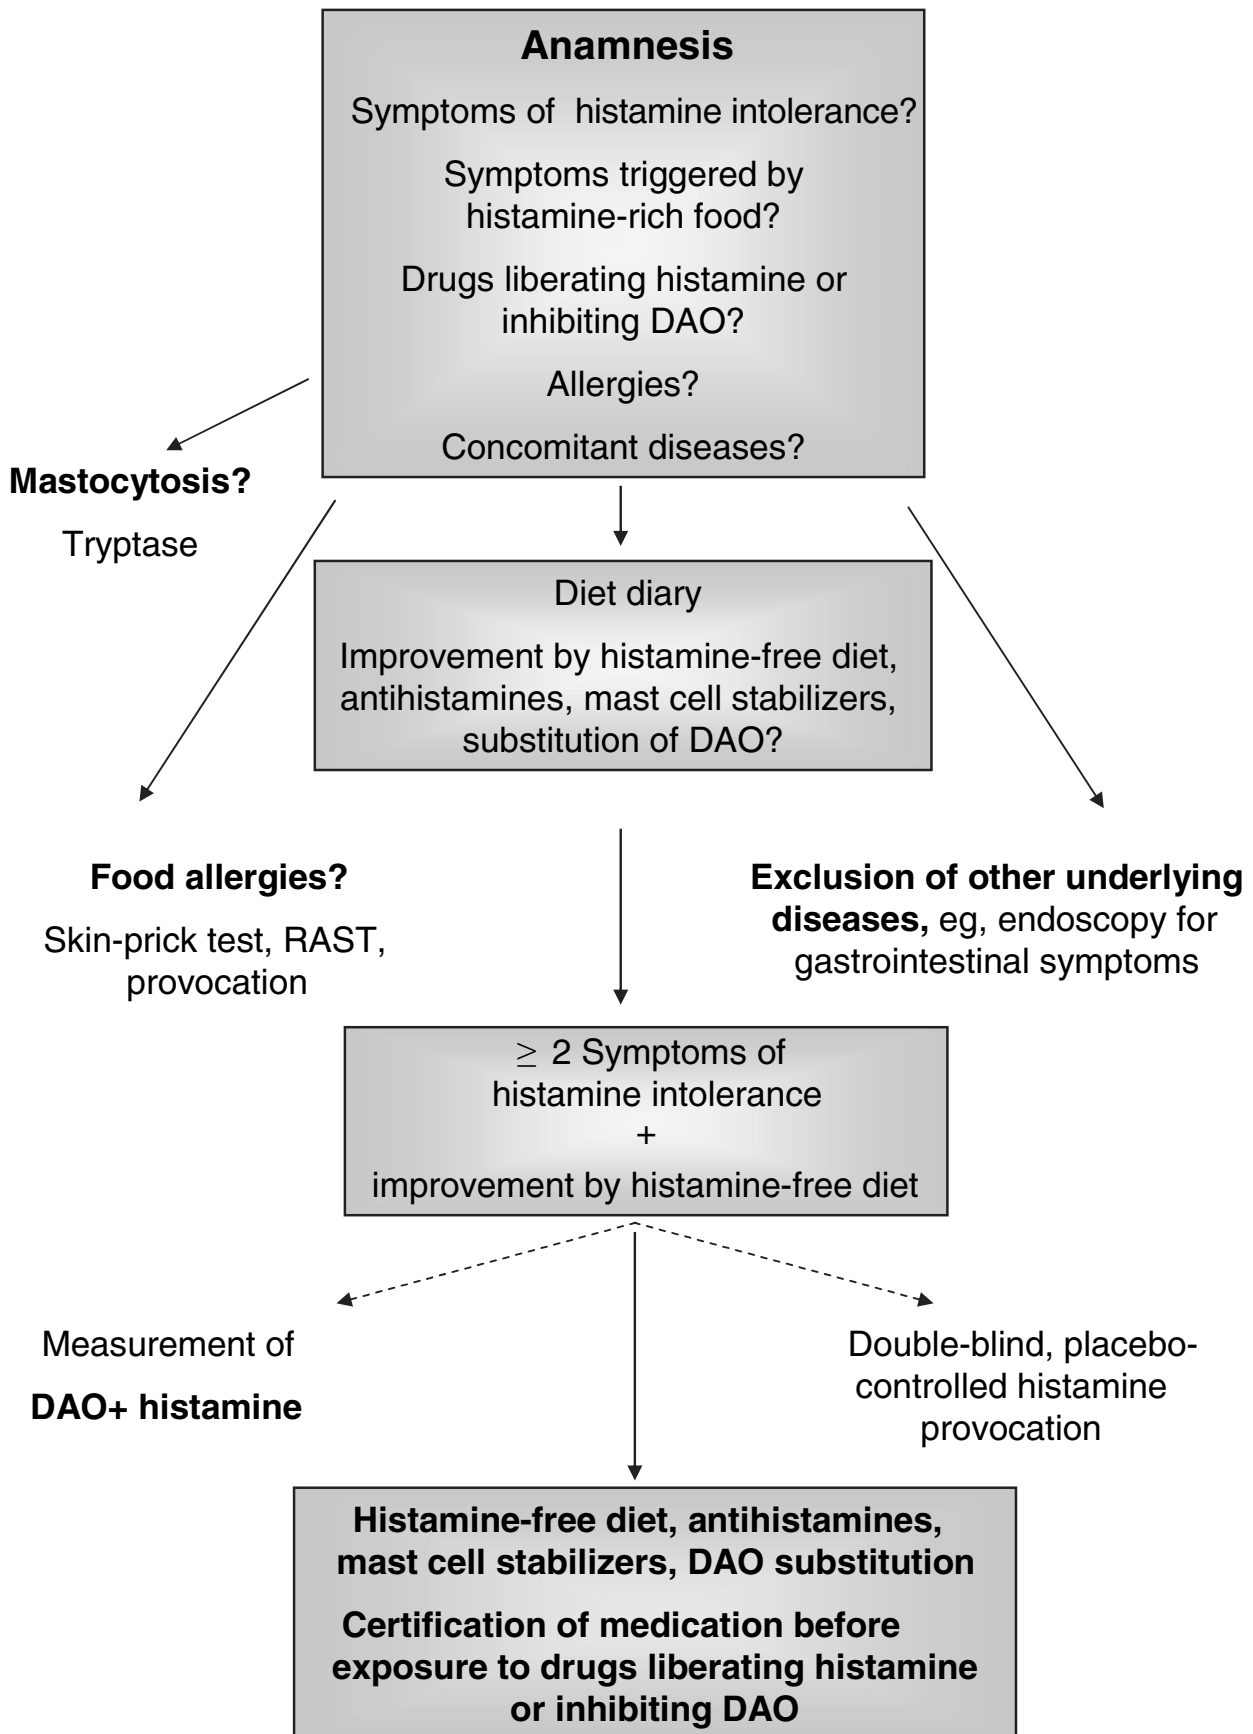 Anamnesis
Symptoms of histamine intolerance?
Symptoms triggered by
histamine-rich food?
Drugs liberating histamine or
inhibiting DAO?
Allergies?
Concomitant diseases?
Mastocytosis?
Tryptase
Diet diary
Improvement by histamine-free diet,
antihistamines, mast cell stabilizers,
substitution of DAO?
Food allergies?
Skin-prick test, RAST,
provocation
Exclusion of other underlying
diseases, eg, endoscopy for
gastrointestinal symptoms
≥ 2 Symptoms of
histamine intolerance
+
improvement by histamine-free diet
Measurement of
DAO+ histamine
Double-blind, placebo-
controlled histamine
provocation
Histamine-free diet, antihistamines,
mast cell stabilizers, DAO substitution
Certification of medication before
exposure to drugs liberating histamine
or inhibiting DAO